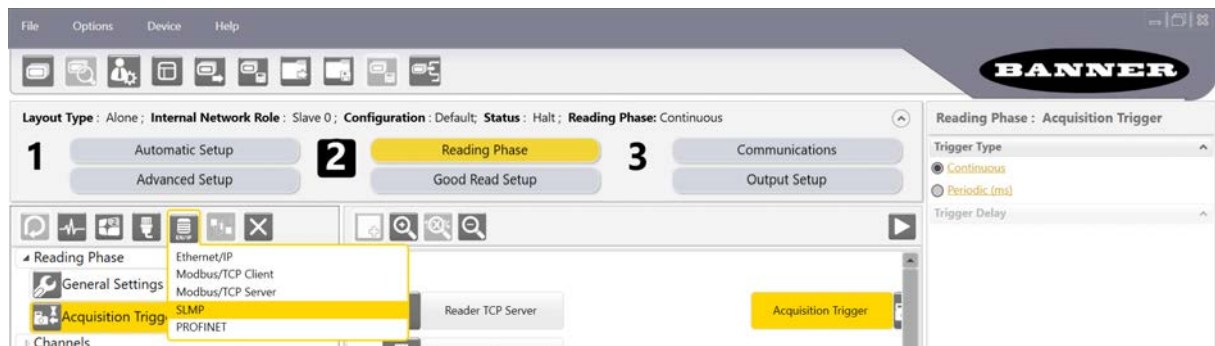 File Options Device Help
BANNER
Layout Type : Alone ; Internal Network Role : Slave 0 ; Configuration : Default; Status : Halt ; Reading Phase: Continuous
1 Automatic Setup 2 Reading Phase 3 Communications
Advanced Setup Good Read Setup Output Setup
Reading Phase : Acquisition Trigger
Trigger Type
Continuous
Periodic (ms)
Trigger Delay
Reading Phase
General Settings
Acquisition Trigg
Channels
Ethernet/IP
Modbus/TCP Client
Modbus/TCP Server
SLMP
PROFINET
Reader TCP Server
Acquisition Trigger